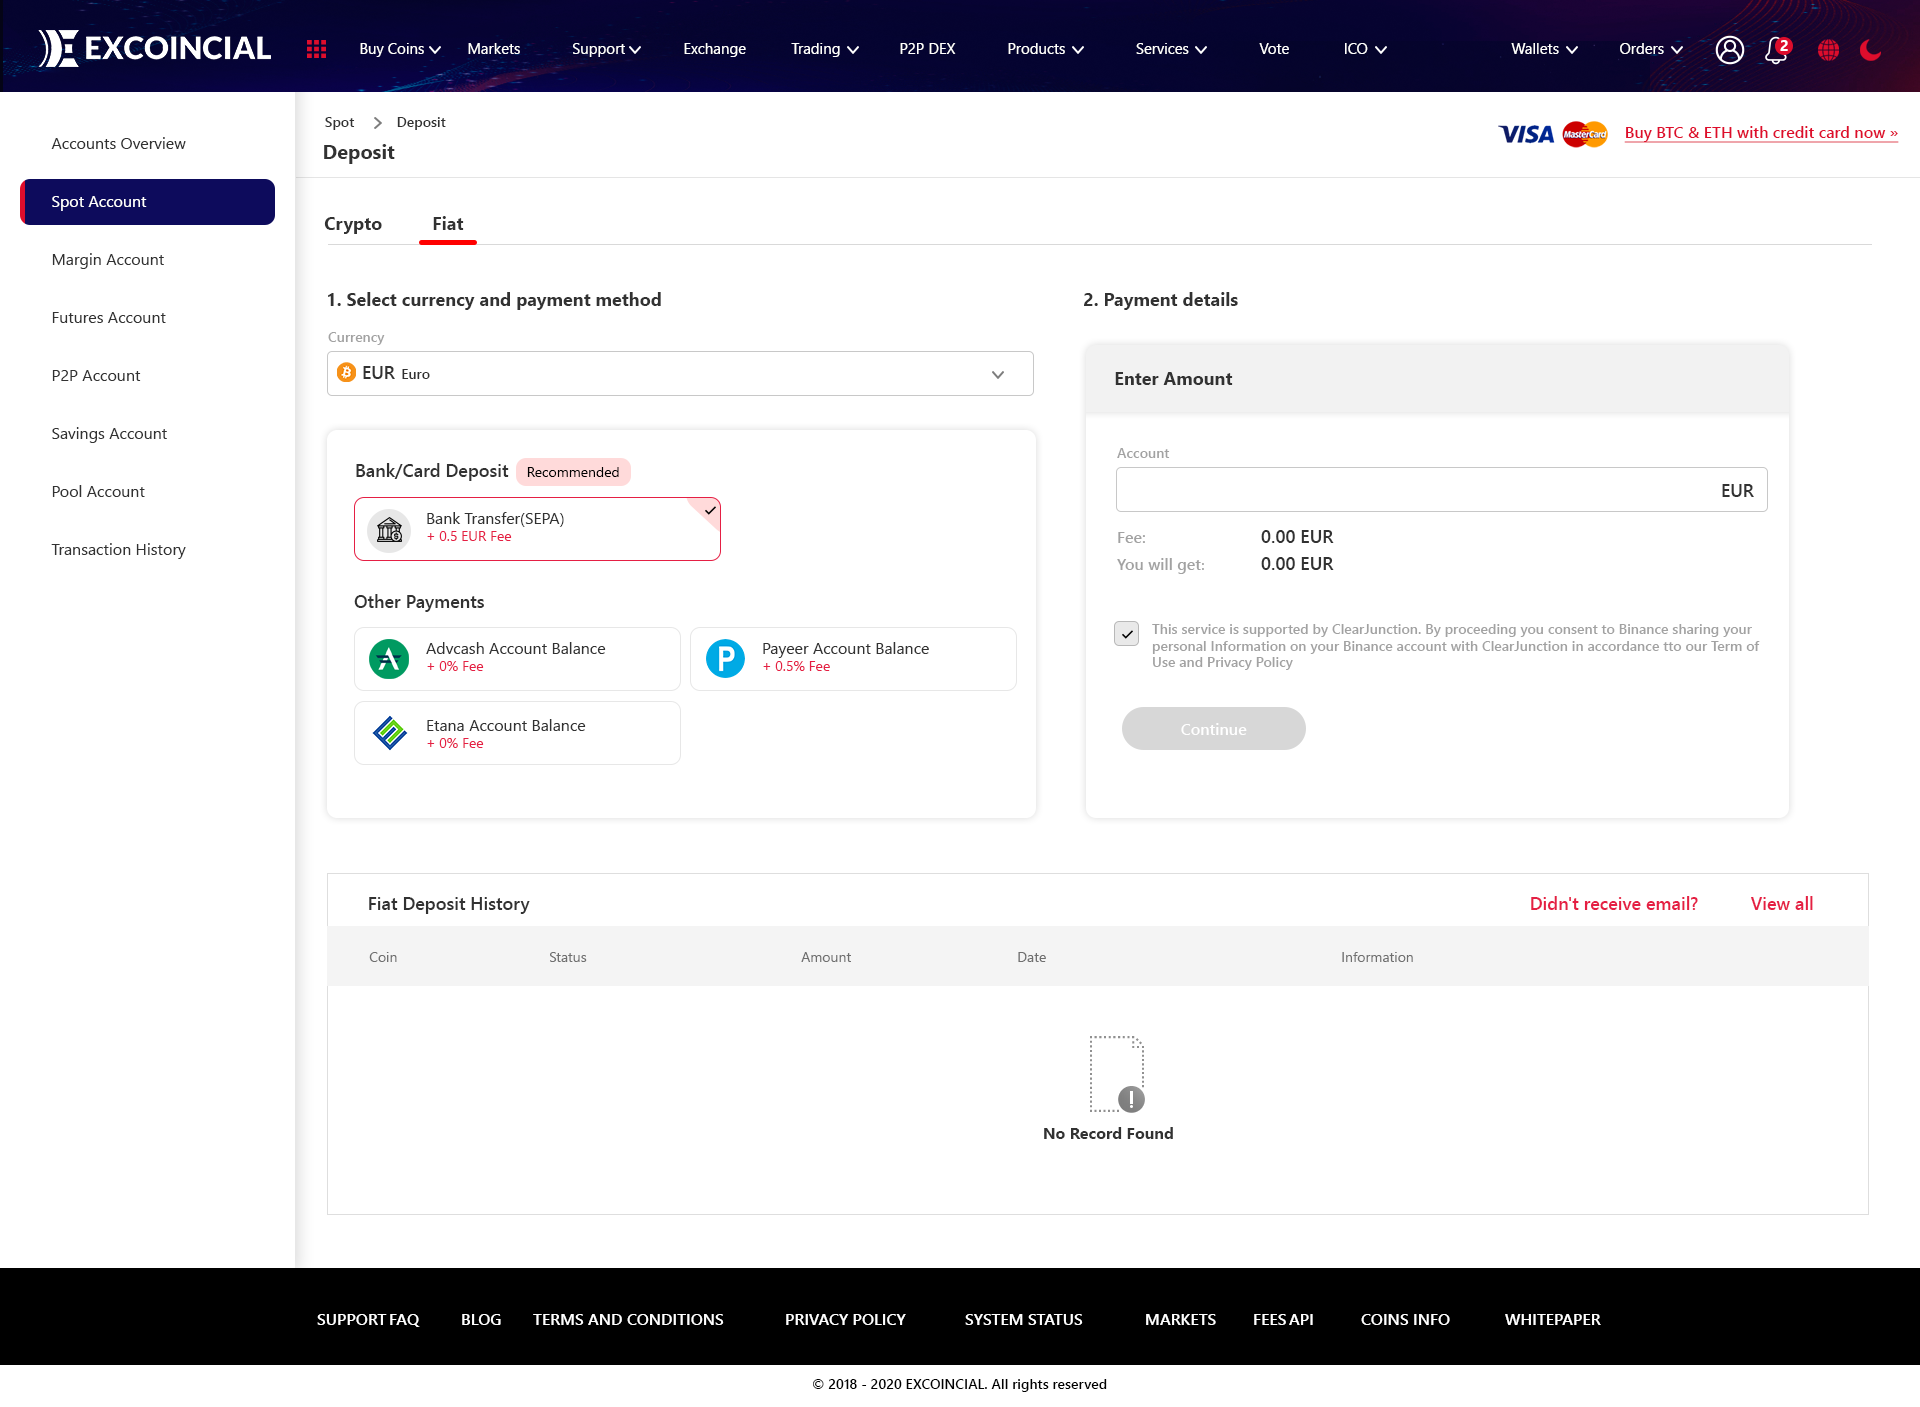 EXCOINCIAL Buy Coins Markets Support Exchange Trading P2P DEX Products Services Vote ICO Wallets Orders 2
Accounts Overview
Spot Account
Margin Account
Futures Account
P2P Account
Savings Account
Pool Account
Transaction History
Spot Deposit
Deposit
VISA MasterCard Buy BTC & ETH with credit card now »
Crypto Fiat
1. Select currency and payment method
Currency
EUR Euro
Bank/Card Deposit Recommended
Bank Transfer(SEPA)
+ 0.5 EUR Fee
Other Payments
Advcash Account Balance
+ 0% Fee
Payeer Account Balance
+ 0.5% Fee
Etana Account Balance
+ 0% Fee
2. Payment details
Enter Amount
Account
EUR
Fee: 0.00 EUR
You will get: 0.00 EUR
This service is supported by ClearJunction. By proceeding you consent to Binance sharing your
personal Information on your Binance account with ClearJunction in accordance tto our Term of
Use and Privacy Policy
Continue
Fiat Deposit History Didn't receive email? View all
Coin Status Amount Date Information
No Record Found
SUPPORT FAQ BLOG TERMS AND CONDITIONS PRIVACY POLICY SYSTEM STATUS MARKETS FEES API COINS INFO WHITEPAPER
© 2018 - 2020 EXCOINCIAL. All rights reserved